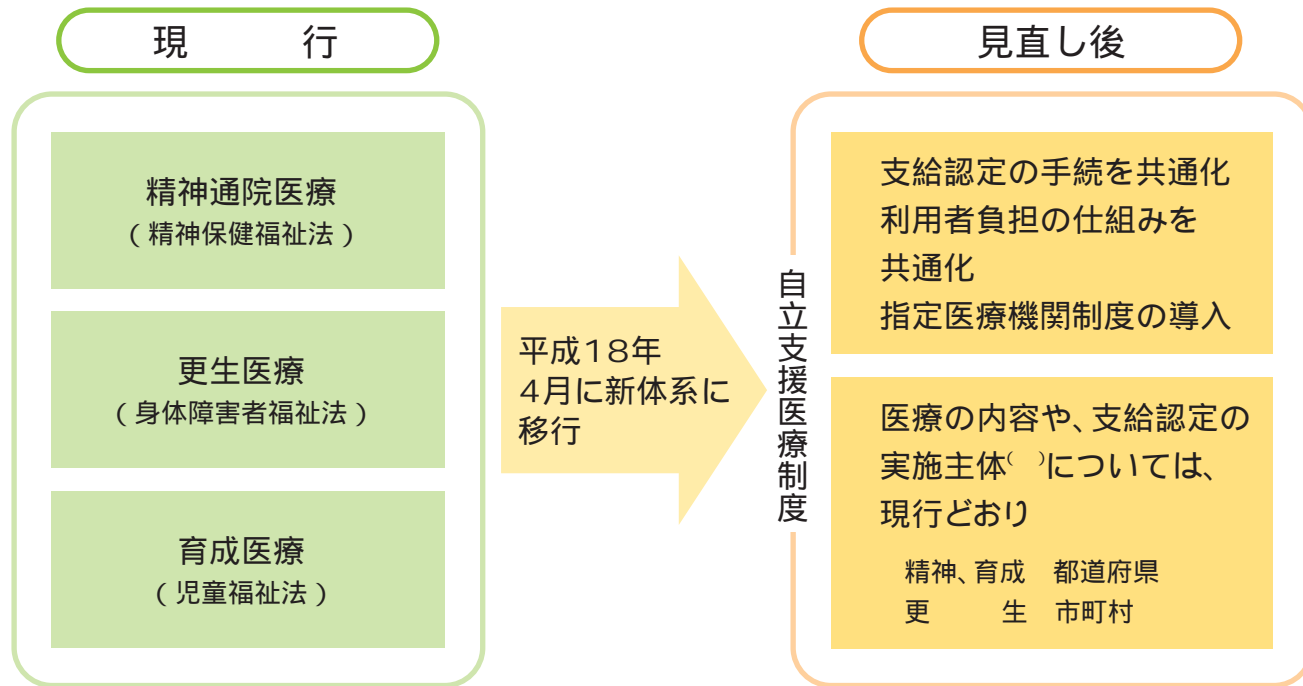 現 行
精神通院医療
(精神保健福祉法)
更生医療
(身体障害者福祉法)
育成医療
(児童福祉法)
平成18年
4月に新体系に
移行
見直し後
自立支援医療制度
支給認定の手続を共通化
利用者負担の仕組みを
共通化
指定医療機関制度の導入
医療の内容や、支給認定の
実施主体( )については、
現行どおり
精神、育成 都道府県
更 生 市町村